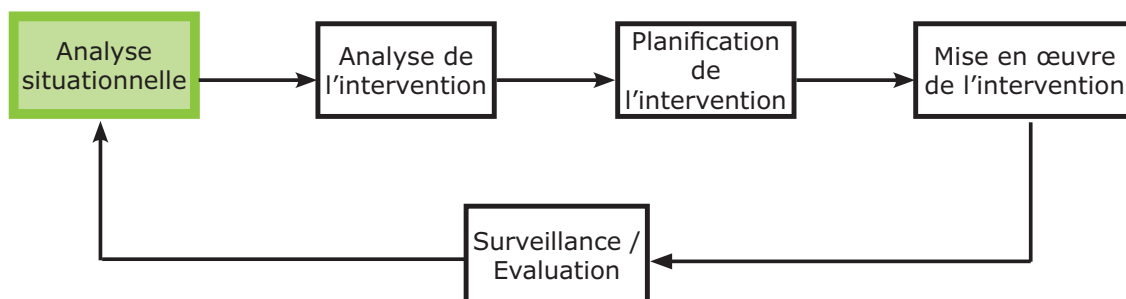 Analyse
situationnelle
Analyse de
l’intervention
Planification
de
l’intervention
Mise en œuvre
de l’intervention
Surveillance /
Evaluation